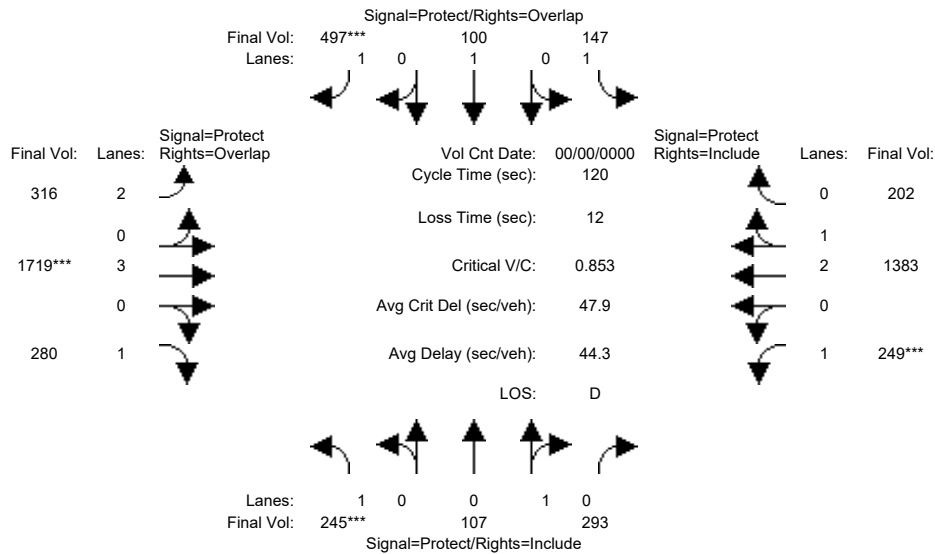 Signal=Protect/Rights=Overlap
Final Vol: 497*** 100 147
Lanes: 1 0 1 0 1
Signal=Protect
Final Vol: Lanes: Rights=Overlap
Vol Cnt Date: 00/00/0000
Signal=Protect
Rights=Include Lanes: Final Vol:
Cycle Time (sec): 120
316 2
0 202
Loss Time (sec): 12
0
1
1719*** 3
Critical V/C: 0.853
2 1383
0
Avg Crit Del (sec/veh): 47.9
0
280 1
Avg Delay (sec/veh): 44.3
1 249***
LOS: D
Lanes: 1 0 0 1 0
Final Vol: 245*** 107 293
Signal=Protect/Rights=Include